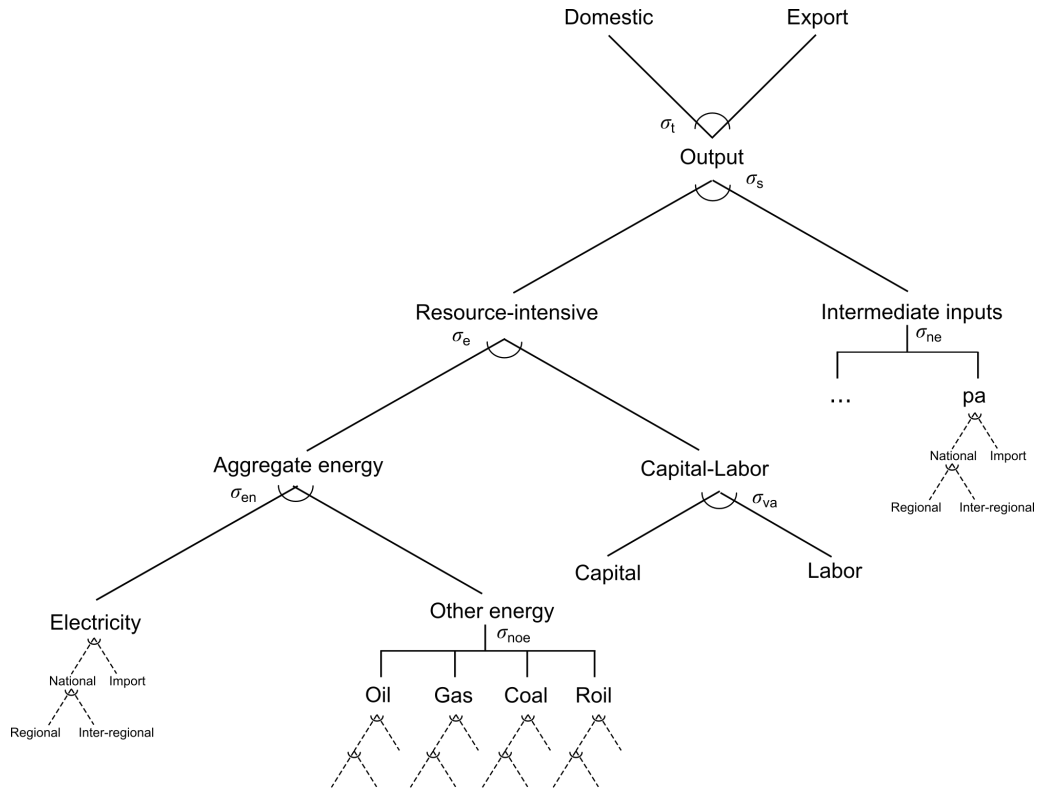 Domestic Export
σt
Output
σs
Resource-intensive Intermediate inputs
σe σne
... pa
National Import
Regional Inter-regional
Aggregate energy Capital-Labor
σen σva
Capital Labor
Electricity Other energy
σnoe
National Import
Regional Inter-regional
Oil Gas Coal Roil